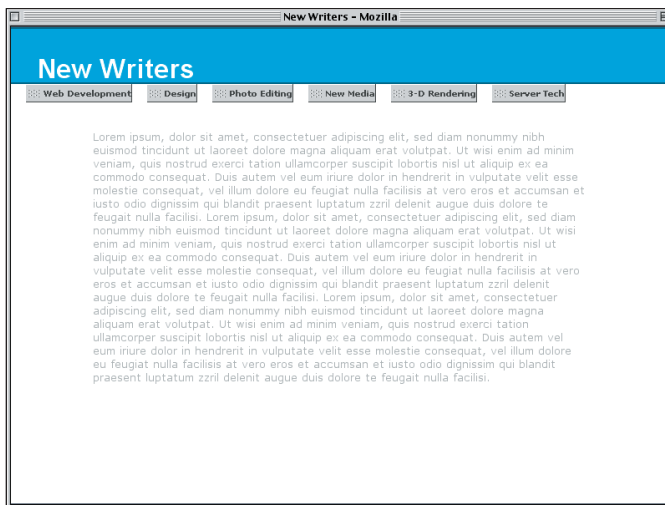 New Writers - Mozilla
New Writers
Web Development Design Photo Editing New Media 3-D Rendering Server Tech
Lorem ipsum, dolor sit amet, consectetuer adipiscing elit, sed diam nonummy nibh
euismod tincidunt ut laoreet dolore magna aliquam erat volutpat. Ut wisi enim ad minim
veniam, quis nostrud exerci tation ullamcorper suscipit lobortis nisl ut aliquip ex ea
commodo consequat. Duis autem vel eum iriure dolor in hendrerit in vulputate velit esse
molestie consequat, vel illum dolore eu feugiat nulla facilisis at vero eros et accumsan et
iusto odio dignissim qui blandit praesent luptatum zzril delenit augue duis dolore te
feugait nulla facilisi. Lorem ipsum, dolor sit amet, consectetuer adipiscing elit, sed diam
nonummy nibh euismod tincidunt ut laoreet dolore magna aliquam erat volutpat. Ut wisi
enim ad minim veniam, quis nostrud exerci tation ullamcorper suscipit lobortis nisl ut
aliquip ex ea commodo consequat. Duis autem vel eum iriure dolor in hendrerit in
vulputate velit esse molestie consequat, vel illum dolore eu feugiat nulla facilisis at vero
eros et accumsan et iusto odio dignissim qui blandit praesent luptatum zzril delenit
augue duis dolore te feugait nulla facilisi. Lorem ipsum, dolor sit amet, consectetuer
adipiscing elit, sed diam nonummy nibh euismod tincidunt ut laoreet dolore magna
aliquam erat volutpat. Ut wisi enim ad minim veniam, quis nostrud exerci tation
ullamcorper suscipit lobortis nisl ut aliquip ex ea commodo consequat. Duis autem vel
eum iriure dolor in hendrerit in vulputate velit esse molestie consequat, vel illum dolore
eu feugiat nulla facilisis at vero eros et accumsan et iusto odio dignissim qui blandit
praesent luptatum zzril delenit augue duis dolore te feugait nulla facilisi.